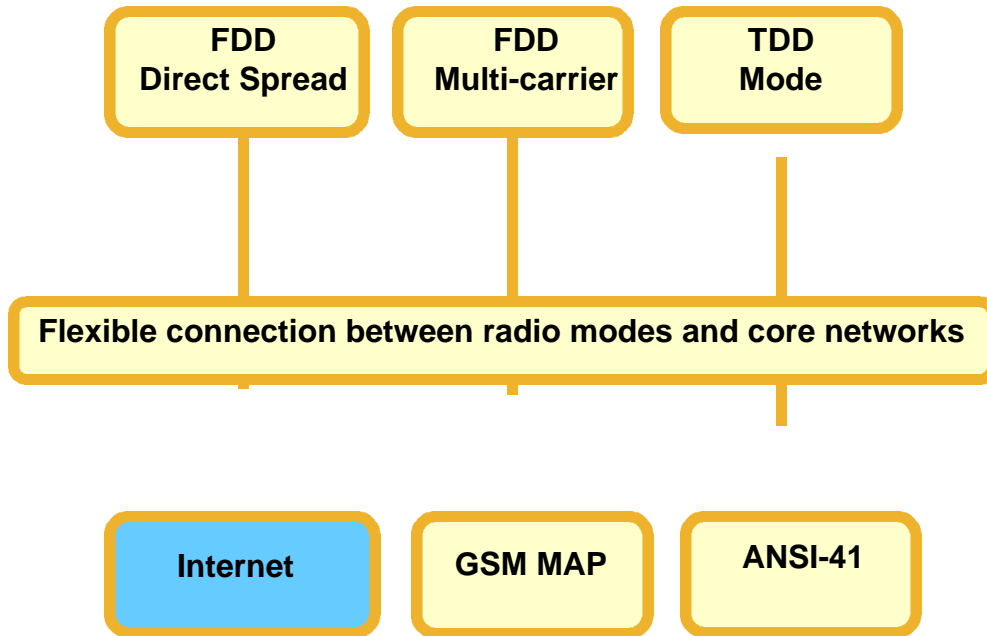 FDD
Direct Spread
FDD
Multi-carrier
TDD
Mode
Flexible connection between radio modes and core networks
Internet
GSM MAP
ANSI-41